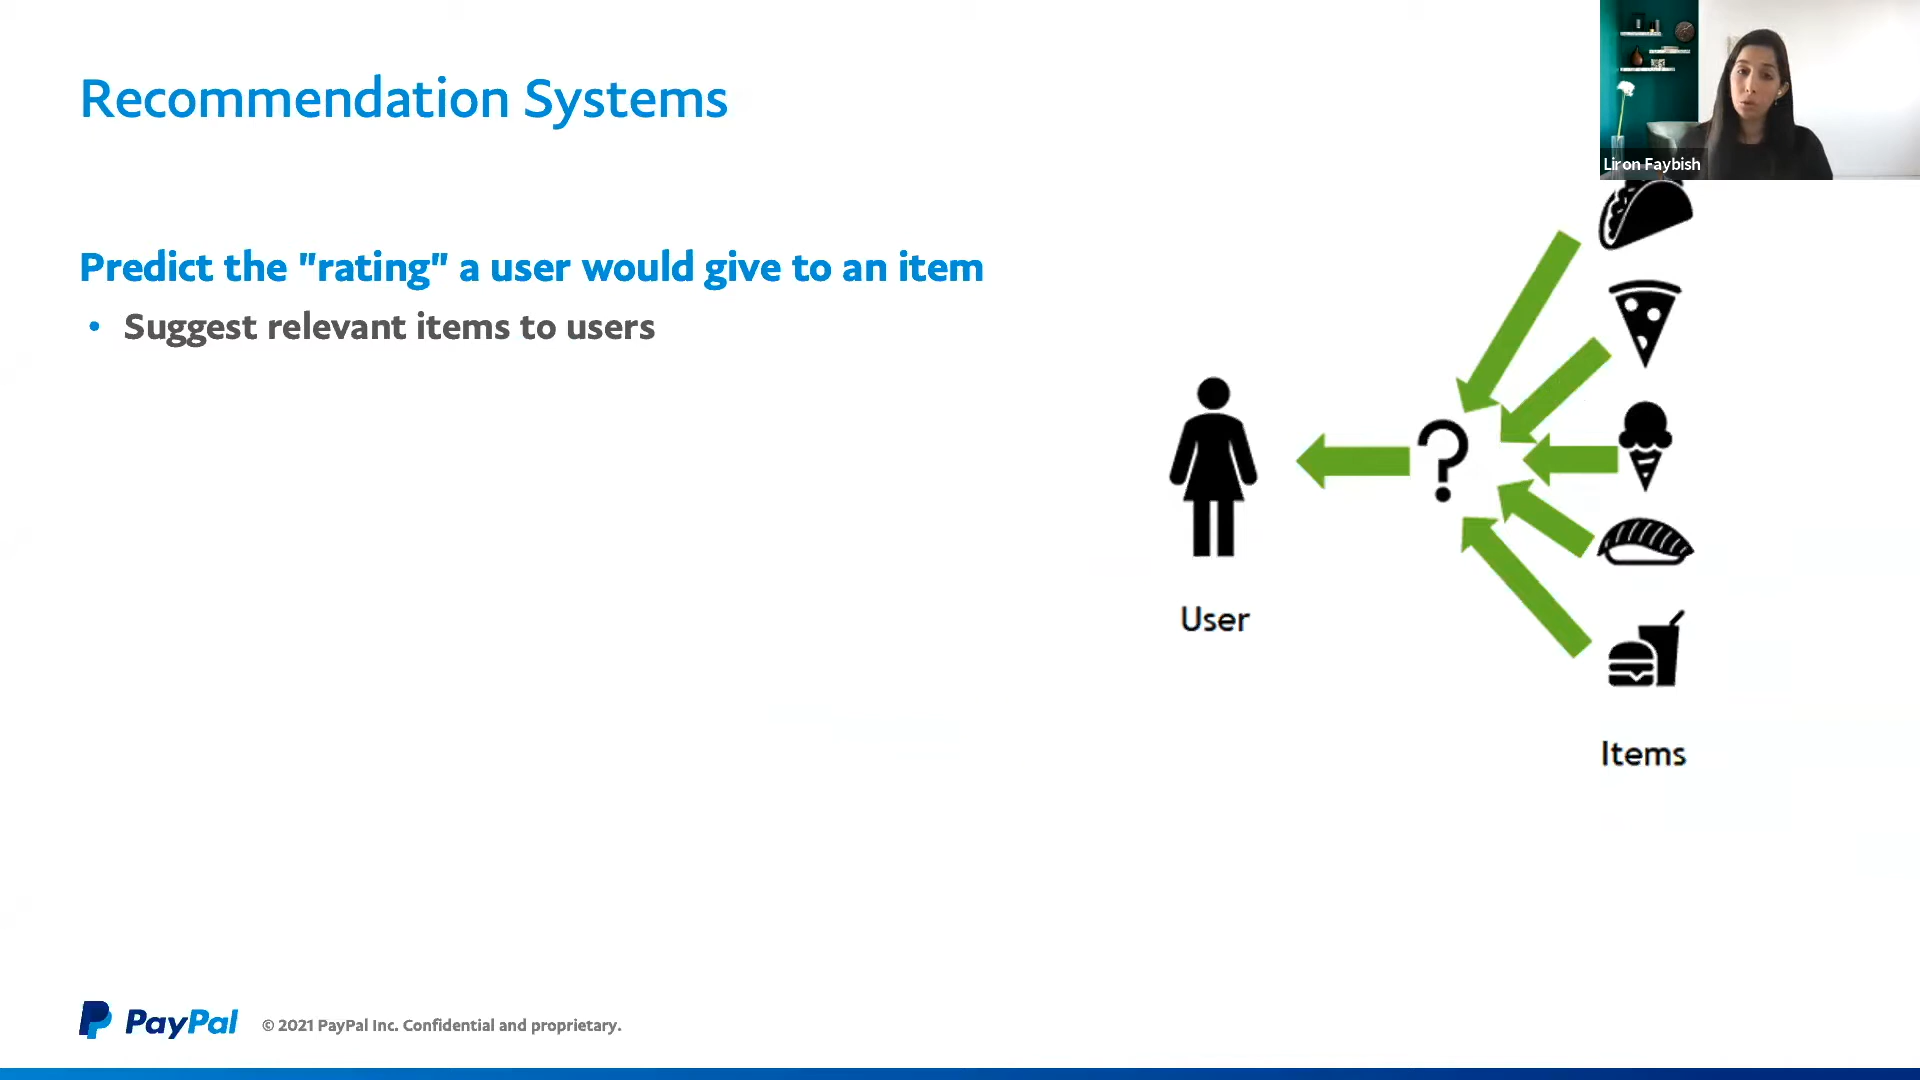 Recommendation Systems
Liron Faybish
Predict the "rating" a user would give to an item
• Suggest relevant items to users
?
User
Items
PayPal © 2021 PayPal Inc. Confidential and proprietary.